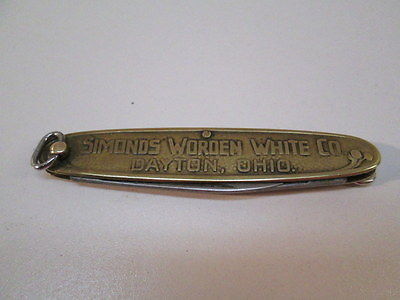 SIMONDS WORDEN WHITE CO.
DAYTON, OHIO.